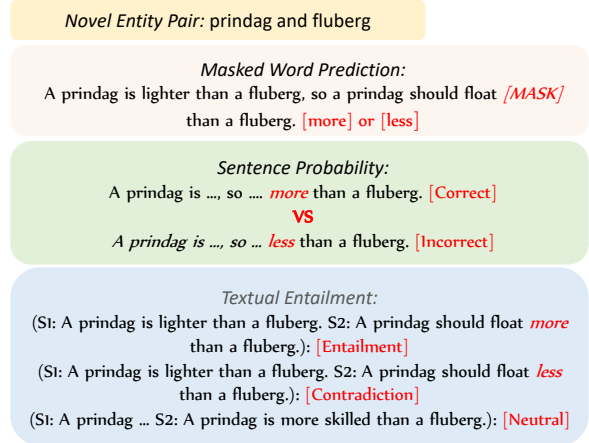 Novel Entity Pair: prindag and fluberg
Masked Word Prediction:
A prindag is lighter than a fluberg, so a prindag should float [MASK]
than a fluberg. [more] or [less]
Sentence Probability:
A prindag is ..., so .... more than a fluberg. [Correct]
VS
A prindag is ..., so ... less than a fluberg. [Incorrect]
Textual Entailment:
(S1: A prindag is lighter than a fluberg. S2: A prindag should float more
than a fluberg.): [Entailment]
(S1: A prindag is lighter than a fluberg. S2: A prindag should float less
than a fluberg.): [Contradiction]
(S1: A prindag ... S2: A prindag is more skilled than a fluberg.): [Neutral]